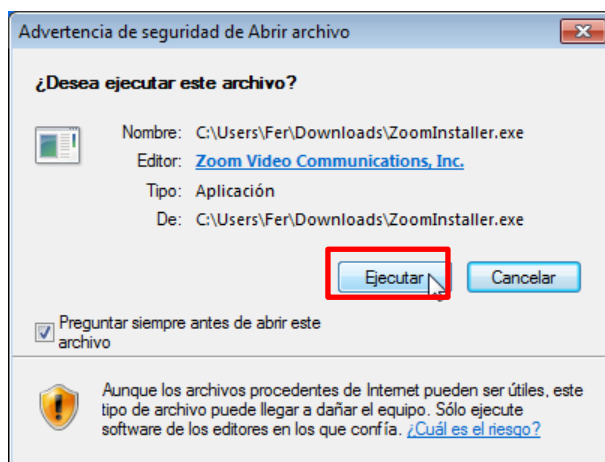 Advertencia de seguridad de Abrir archivo
¿Desea ejecutar este archivo?
Nombre: C:\Users\Fer\Downloads\ZoomInstaller.exe
Editor: Zoom Video Communications, Inc.
Tipo: Aplicación
De: C:\Users\Fer\Downloads\ZoomInstaller.exe
Ejecutar Cancelar
Preguntar siempre antes de abrir este
archivo
Aunque los archivos procedentes de Internet pueden ser útiles, este
tipo de archivo puede llegar a dañar el equipo. Sólo ejecute
software de los editores en los que confía. ¿Cuál es el riesgo?